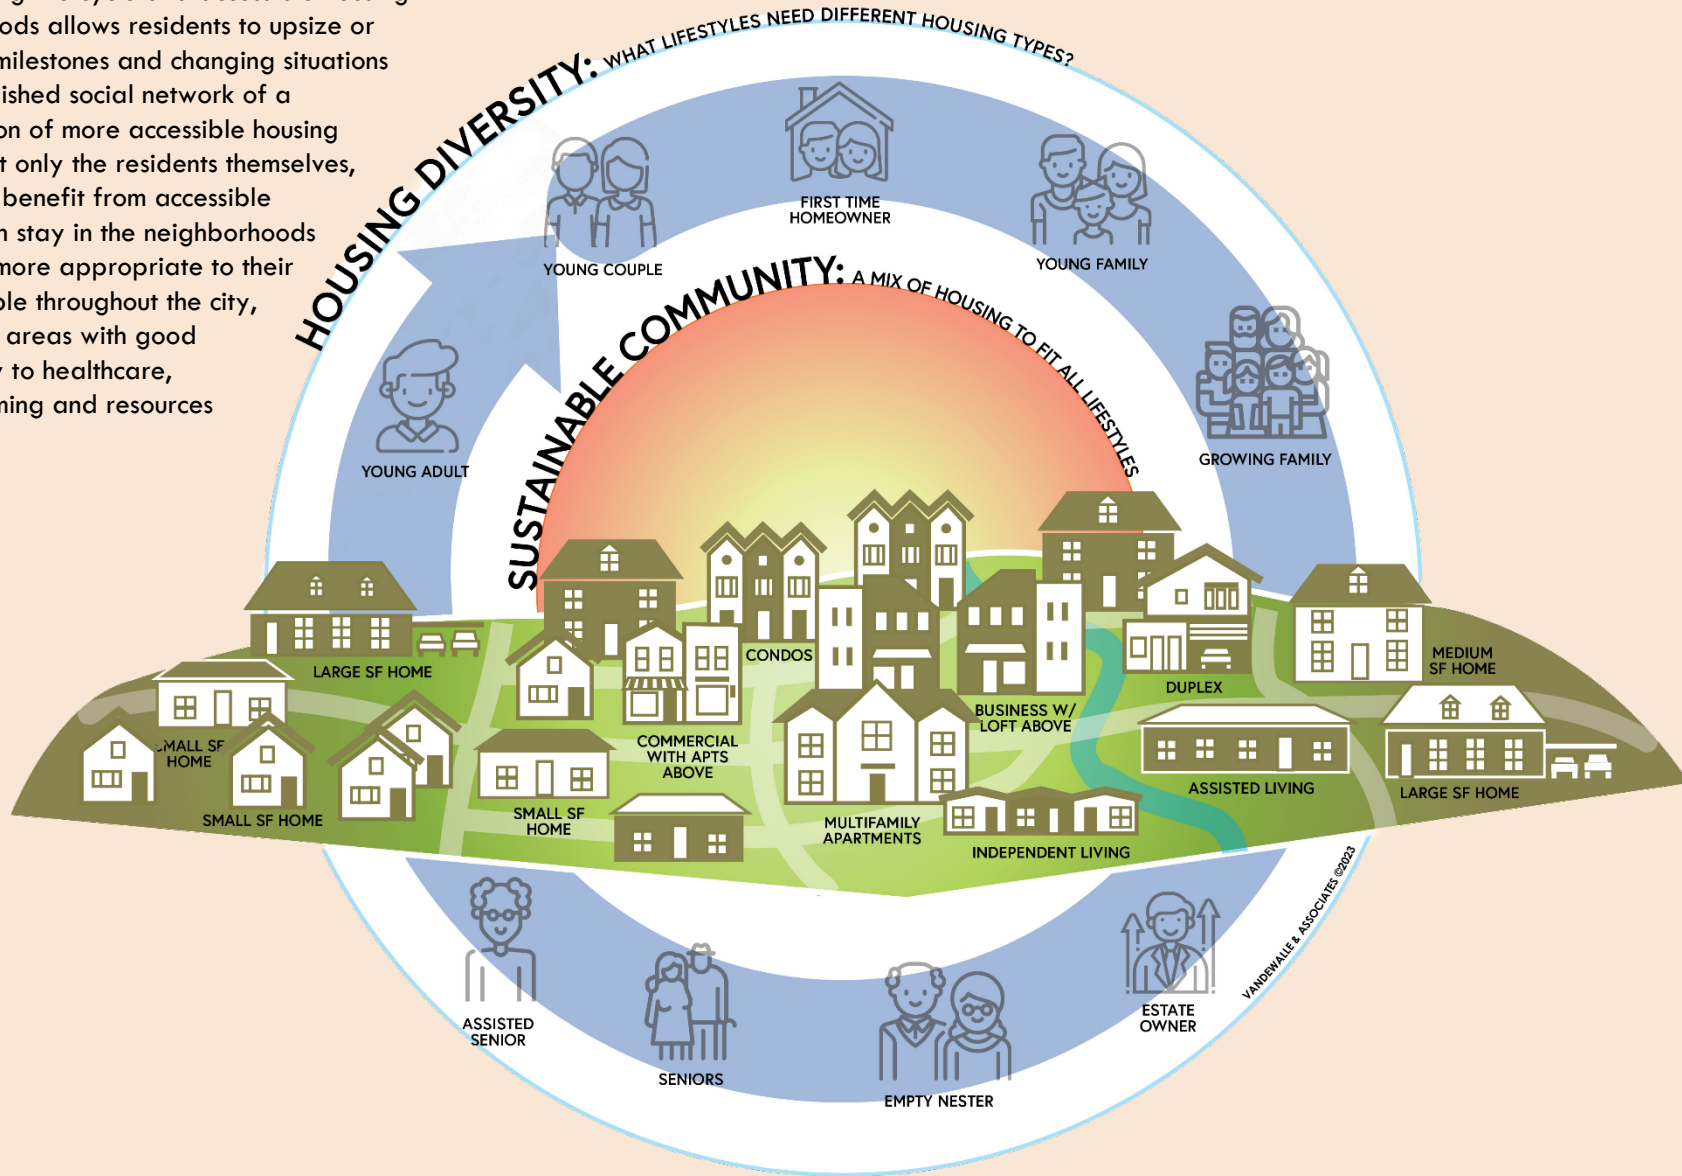 ods allows residents to upsize or
milestones and changing situations
ished social network of a
on of more accessible housing
t only the residents themselves,
benefit from accessible
n stay in the neighborhoods
more appropriate to their
ple throughout the city,
areas with good
y to healthcare,
ning and resources
HOUSING DIVERSITY: WHAT LIFESTYLES NEED DIFFERENT HOUSING TYPES?
YOUNG COUPLE
FIRST TIME
HOMEOWNER
YOUNG FAMILY
YOUNG ADULT
GROWING FAMILY
SUSTAINABLE COMMUNITY: A MIX OF HOUSING TO FIT ALL LIFESTYLES
LARGE SF HOME
CONDOS
MEDIUM
SF HOME
DUPLEX
BUSINESS W/
LOFT ABOVE
SMALL SF
HOME
COMMERCIAL
WITH APTS
ABOVE
ASSISTED LIVING
LARGE SF HOME
SMALL SF HOME
SMALL SF
HOME
MULTIFAMILY
APARTMENTS
INDEPENDENT LIVING
VANDEWALLE & ASSOCIATES ©2023
ASSISTED
SENIOR
SENIORS
EMPTY NESTER
ESTATE
OWNER